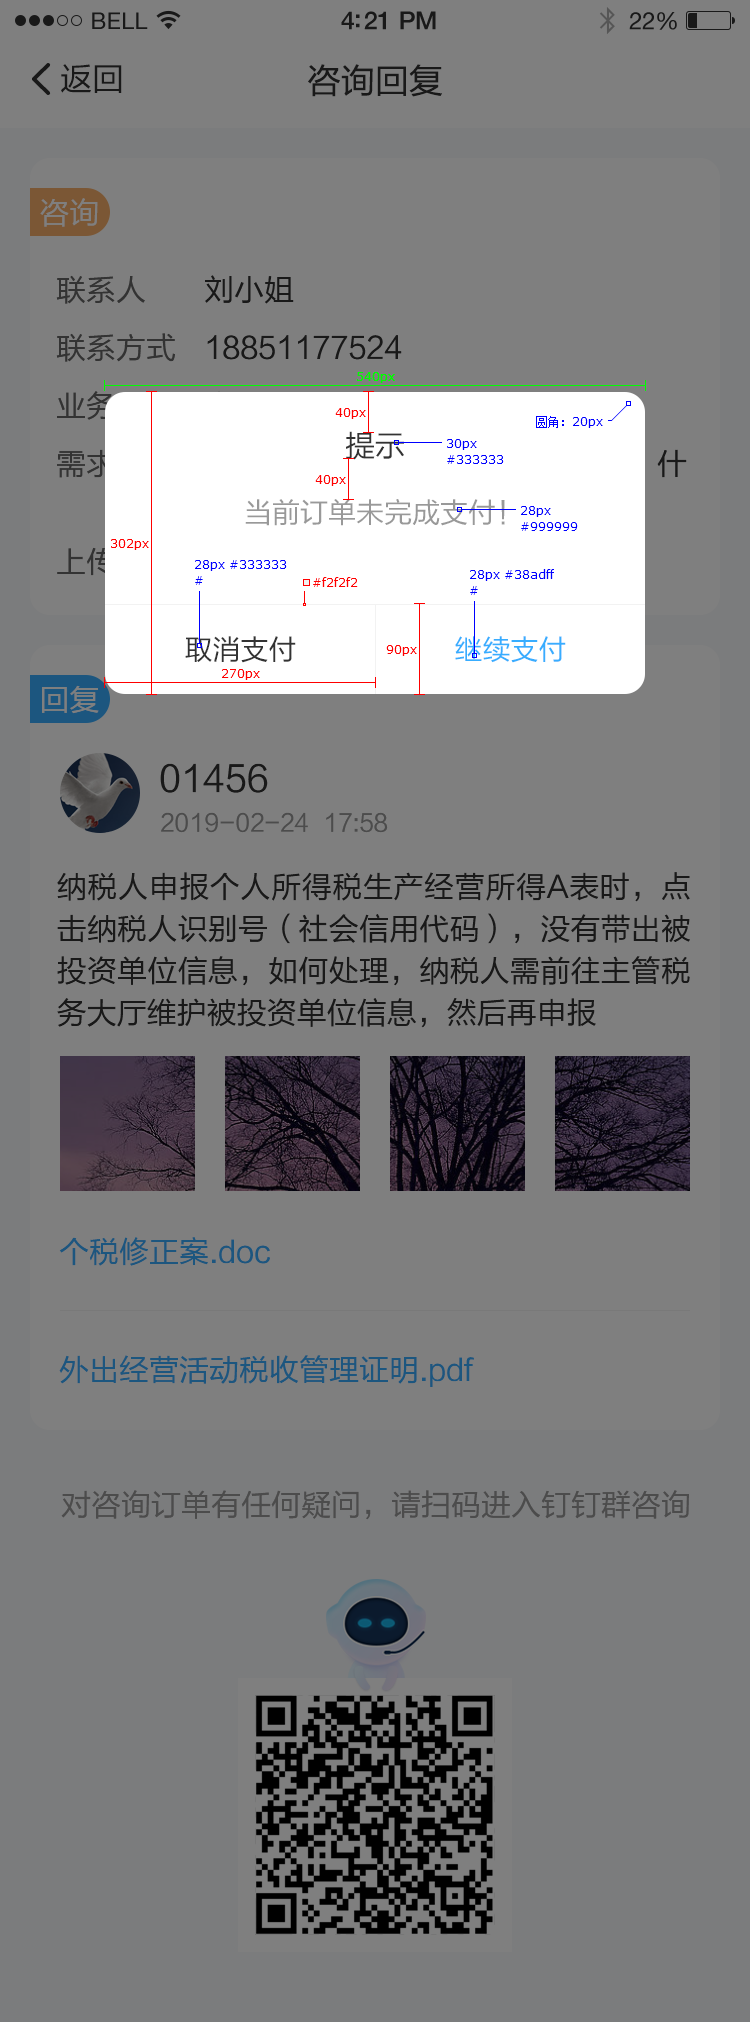 BELL 4:21 PM 22%
返回 咨询回复
咨询
联系人 刘小姐
联系方式 18851177524
540px
业务
40px
圆角：20px
提示
30px
#333333
需求 什
40px
当前订单未完成支付！
28px
#999999
302px
上传
28px #333333
#
#f2f2f2
28px #38adff
#
取消支付 90px 继续支付
270px
回复
01456
2019-02-24 17:58
纳税人申报个人所得税生产经营所得A表时，点
击纳税人识别号（社会信用代码），没有带出被
投资单位信息，如何处理，纳税人需前往主管税
务大厅维护被投资单位信息，然后再申报
个税修正案.doc
外出经营活动税收管理证明.pdf
对咨询订单有任何疑问，请扫码进入钉钉群咨询